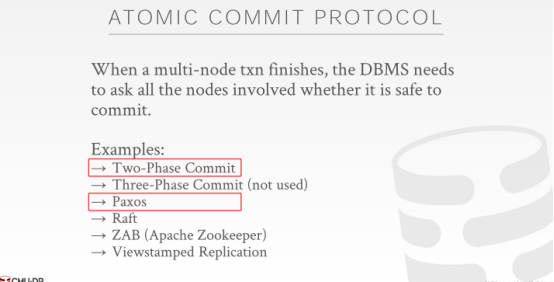 ATOMIC COMMIT PROTOCOL
When a multi-node txn finishes, the DBMS needs
to ask all the nodes involved whether it is safe to
commit.
Examples:
→ Two-Phase Commit
→ Three-Phase Commit (not used)
→ Paxos
→ Raft
→ ZAB (Apache Zookeeper)
→ Viewstamped Replication
CMU·DB